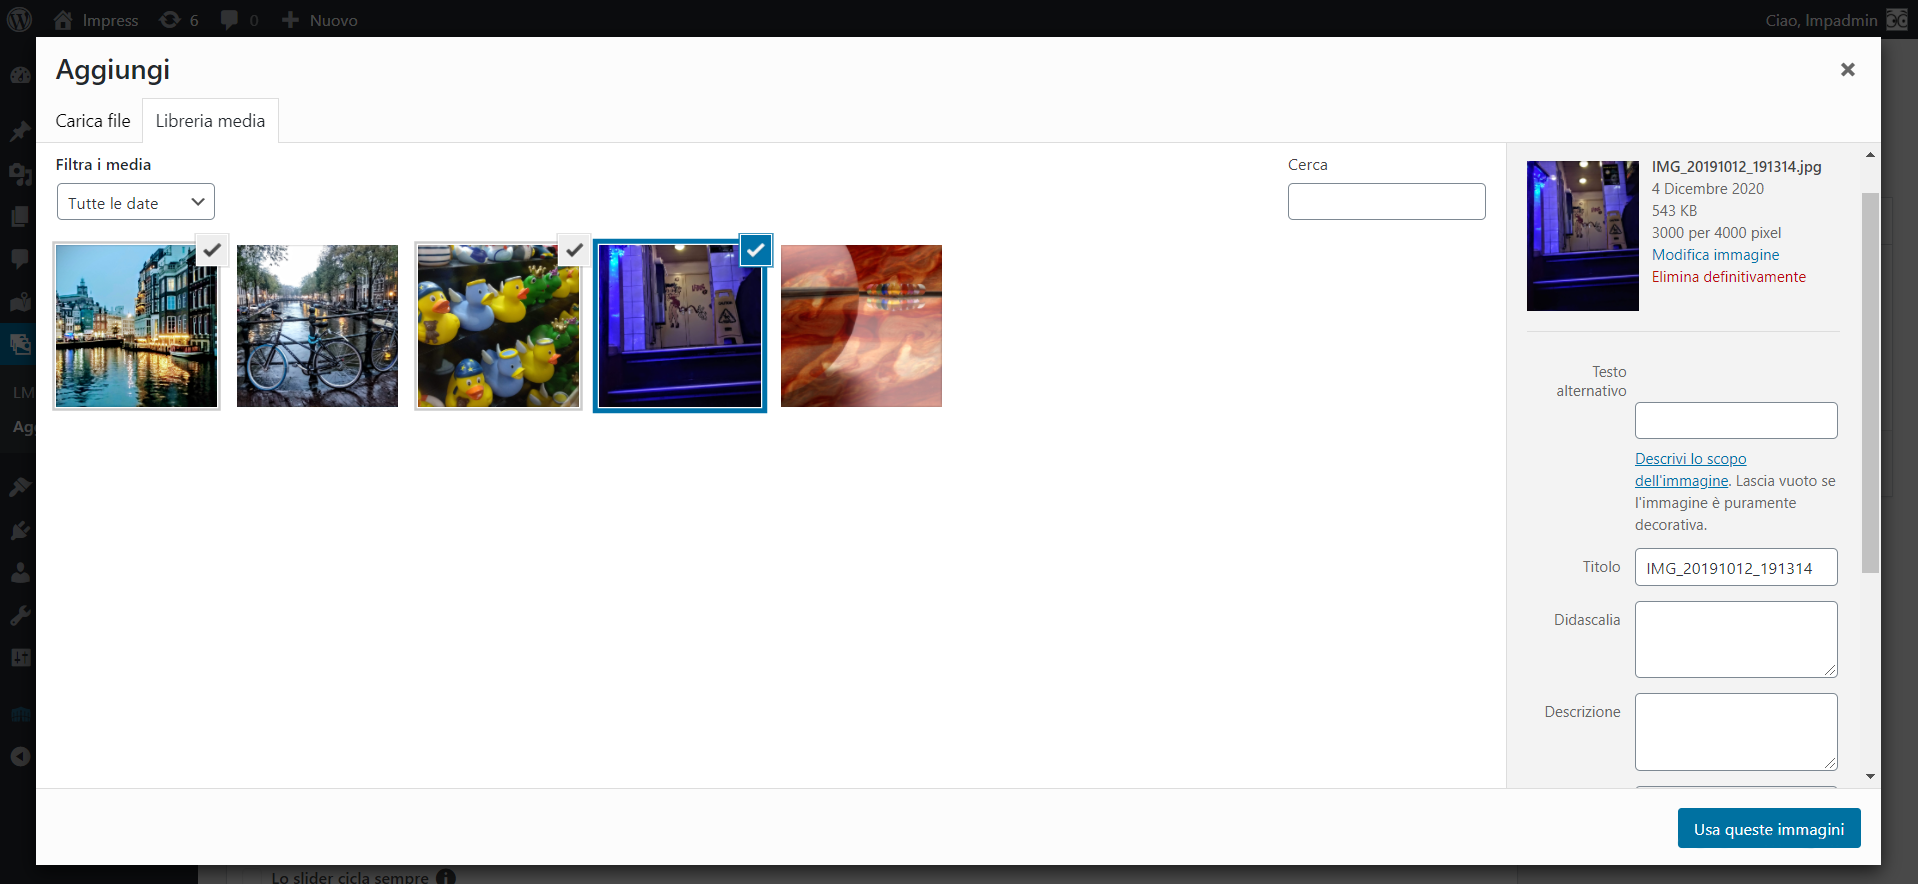 Impress 6 0 Nuovo
Ciao, Impadmin
Aggiungi
Carica file
Libreria media
Filtra i media
Tutte le date
Cerca
IMG_20191012_191314.jpg
4 Dicembre 2020
543 KB
3000 per 4000 pixel
Modifica immagine
Elimina definitivamente
Testo
alternativo
Descrivi lo scopo
dell'immagine. Lascia vuoto se
l'immagine è puramente
decorativa.
Titolo
IMG_20191012_191314
Didascalia
Descrizione
Usa queste immagini
LM
Agg
Lo slider cicla sempre